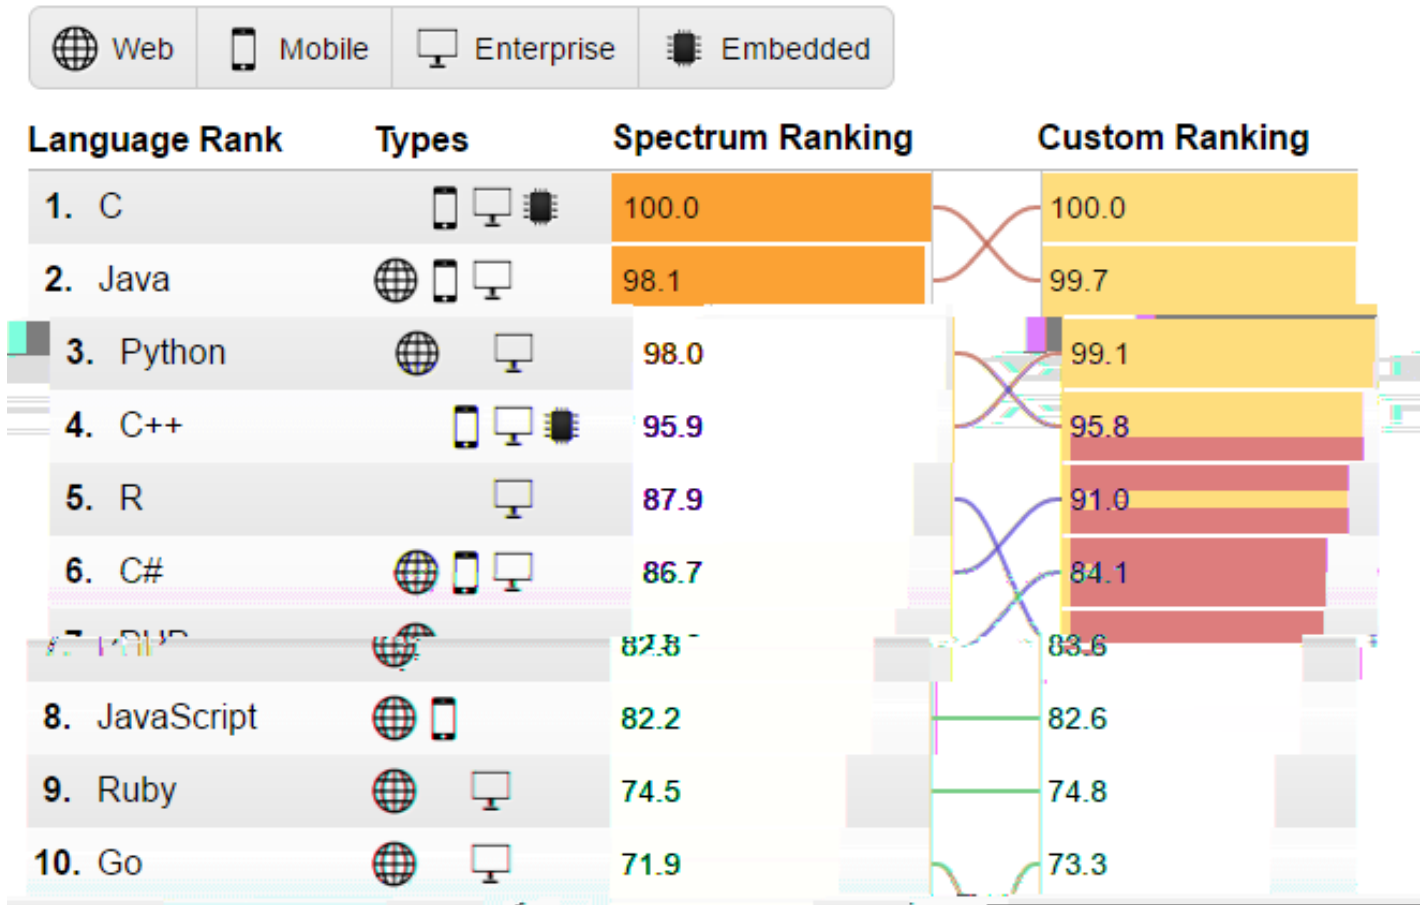 Web Mobile Enterprise Embedded
Language Rank Types Spectrum Ranking Custom Ranking
1. C 100.0 100.0
2. Java 98.1 99.7
3. Python 98.0 99.1
4. C++ 95.9 95.8
5. R 87.9 91.0
6. C# 86.7 84.1
82.8 83.6
8. JavaScript 82.2 82.6
9. Ruby 74.5 74.8
10. Go 71.9 73.3